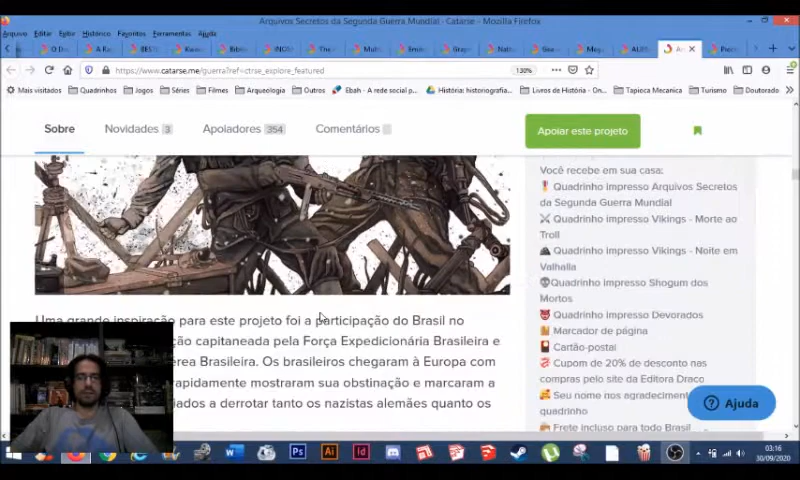 Arquivos Secretos da Segunda Guerra Mundial - Catarse - Mozilla Firefox
Arquivo Editar Exibir Histórico Favoritos Ferramentas Ajuda
https://www.catarse.me/guerra?ref=ctrse_explore_featured 130%
Mais visitados Quadrinhos Jogos Séries Filmes Arqueologia Outros Ebah - A rede social p... História: historiografia... Livros de História - On... Tapioca Mecanica Turismo Doutorado
Sobre Novidades 3 Apoiadores 354 Comentários Apoiar este projeto
Você recebe em sua casa:
Quadrinho impresso Arquivos Secretos
da Segunda Guerra Mundial
Quadrinho impresso Vikings - Morte ao
Troll
Quadrinho impresso Vikings - Noite em
Valhalla
Quadrinho impresso Shogum dos
Mortos
Quadrinho impresso Devorados
Marcador de página
Cartão-postal
Cupom de 20% de desconto nas
compras pelo site da Editora Draco
Seu nome nos agradecimen
quadrinho
Frete incluso para todo Brasil
Uma grande inspiração para este projeto foi a participação do Brasil no
ção capitaneada pela Força Expedicionária Brasileira e
érea Brasileira. Os brasileiros chegaram à Europa com
rapidamente mostraram sua obstinação e marcaram a
lados a derrotar tanto os nazistas alemães quanto os
Ajuda
03:16
30/09/2020